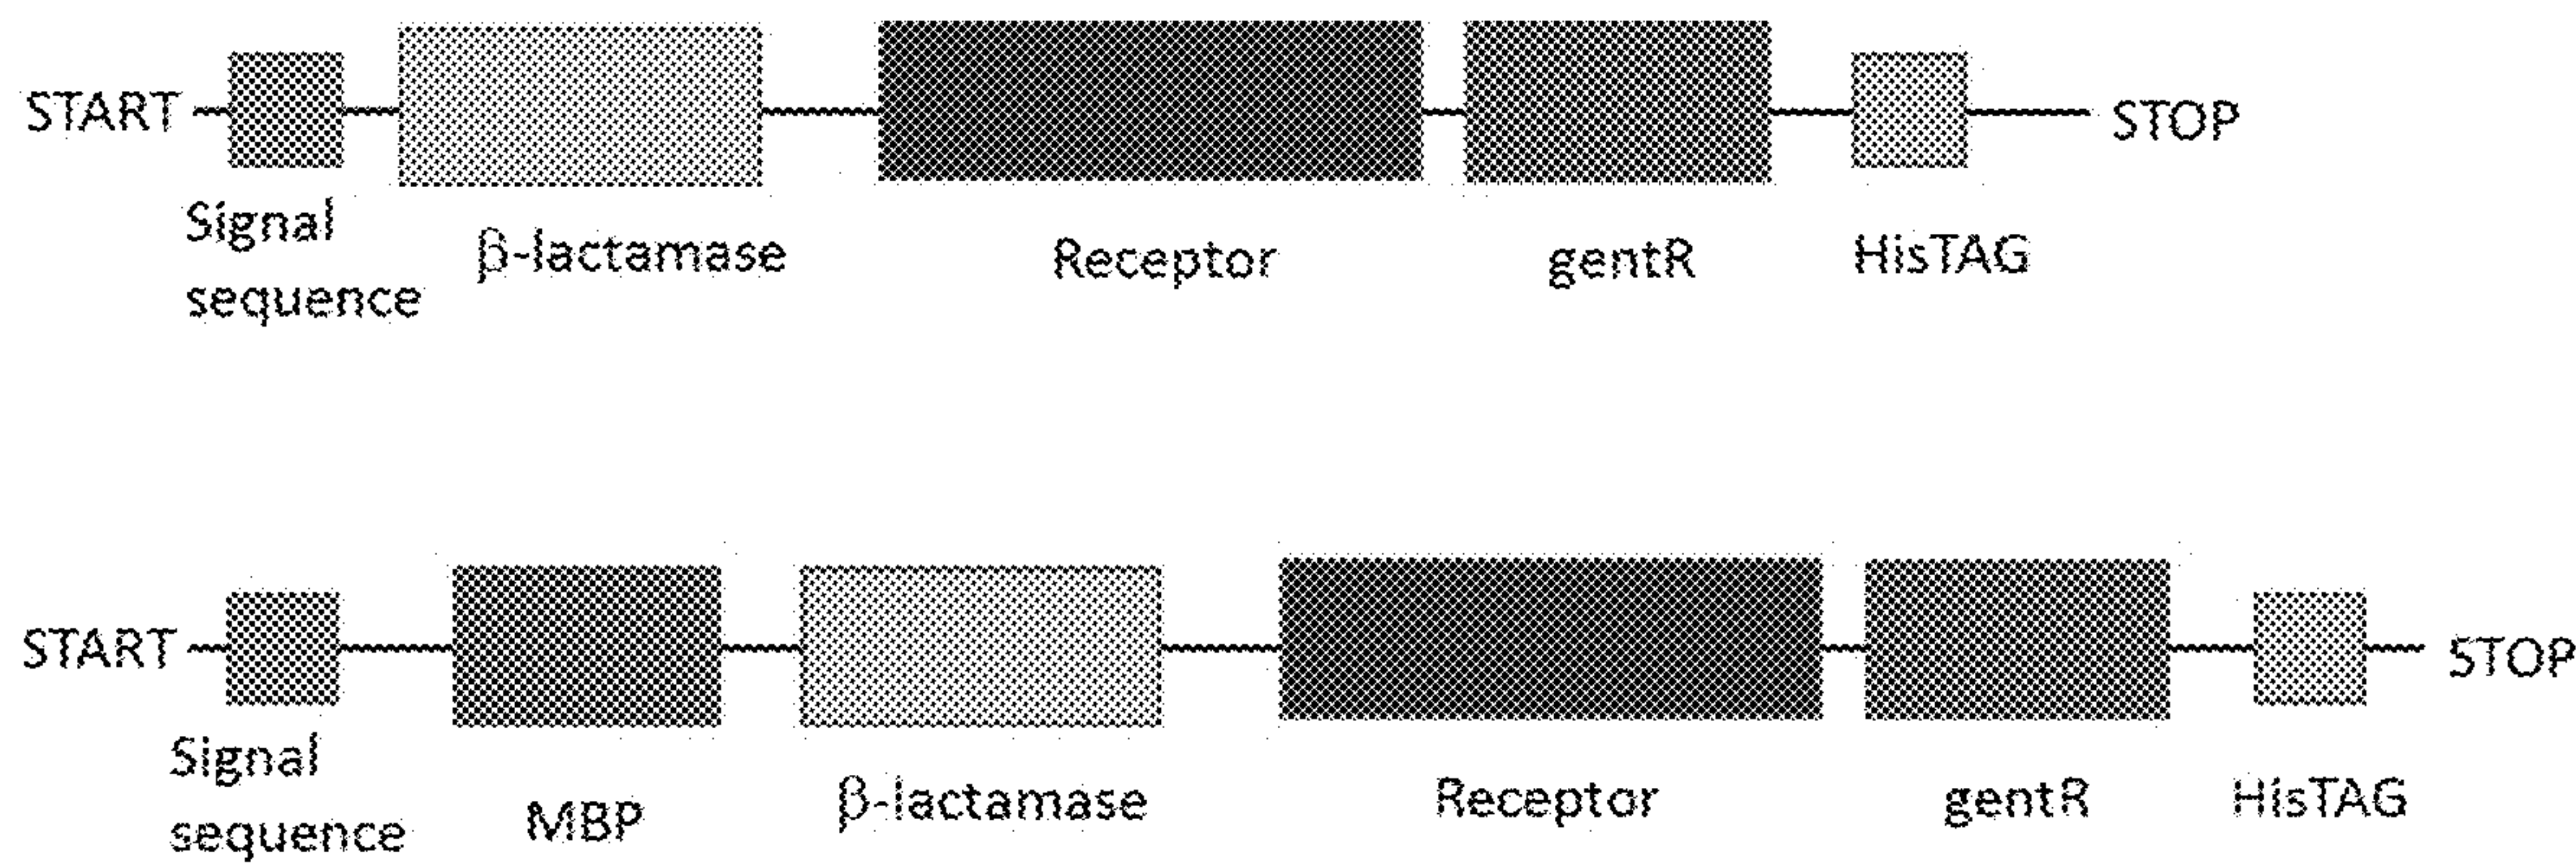 START
STOP
Signal
sequence
β-lactamase
Receptor
gentR
HisTAG
START
STOP
Signal
sequence
MBP
β-lactamase
Receptor
gentR
HisTAG